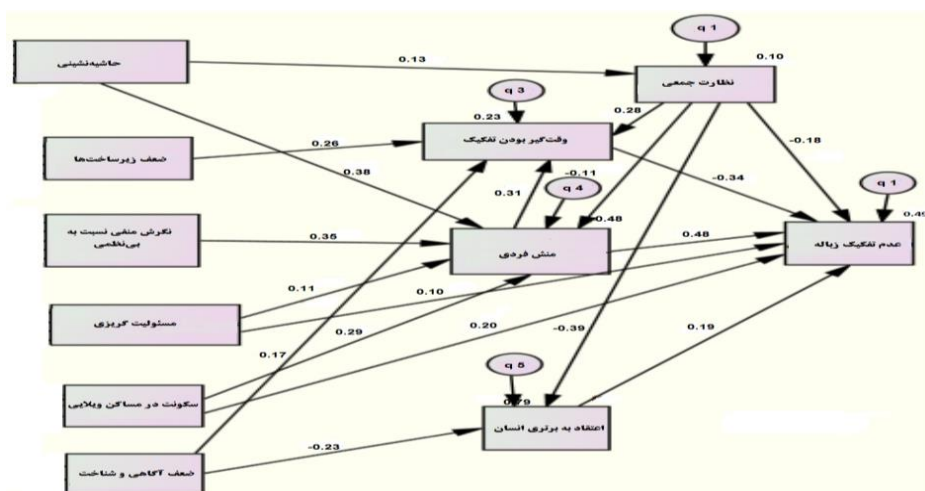 q 1
0.10
حاشیه‌نشینی
0.13
نظارت جمعی
q 3
0.23
0.28
وقت‌گیر بودن تفکیک
ضعف زیرساخت‌ها
0.26
-0.18
0.38
-0.11
-0.34
q 4
q 1
0.31
0.48
0.49
نگرش منفی نسبت به
بی‌نظمی
0.35
منش فردی
0.48
عدم تفکیک زباله
0.11
0.10
مسئولیت گریزی
0.29
0.20
-0.39
0.19
0.17
q 5
سکونت در مساکن ویلایی
اعتقاد به برتری انسان
-0.23
ضعف آگاهی و شناخت